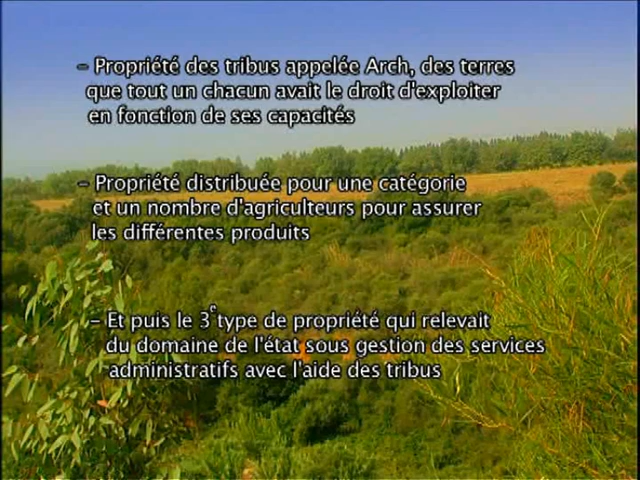 - Propriété des tribus appelée Arch, des terres
que tout un chacun avait le droit d'exploiter
en fonction de ses capacités
- Propriété distribuée pour une catégorie
et un nombre d'agriculteurs pour assurer
les différentes produits
- Et puis le 3e type de propriété qui relevait
du domaine de l'état sous gestion des services
administratifs avec l'aide des tribus